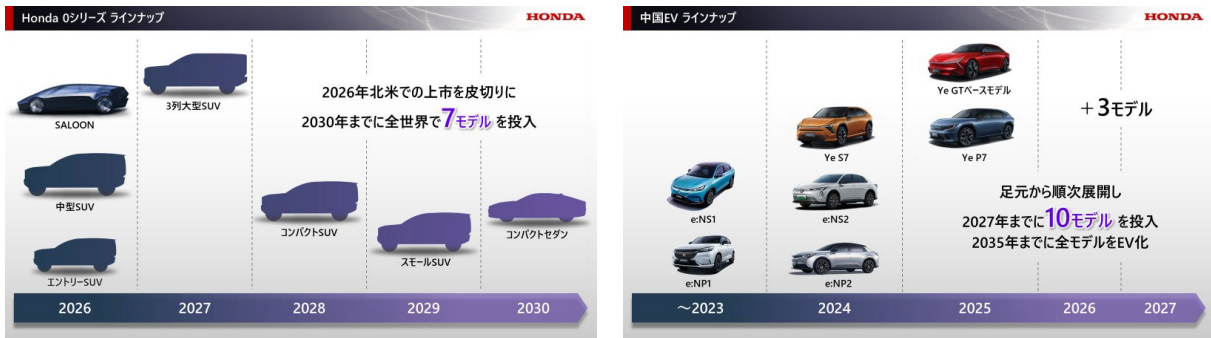 Honda 0シリーズ ラインナップ
HONDA
2026年北米での上市を皮切りに
2030年までに全世界で7モデル を投入
SALOON
3列大型SUV
中型SUV
エントリーSUV
コンパクトSUV
スモールSUV
コンパクトセダン
2026
2027
2028
2029
2030
中国EV ラインナップ
HONDA
Ye GTベースモデル
Ye S7
Ye P7
e:NS1
e:NS2
e:NP1
e:NP2
＋3モデル
足元から順次展開し
2027年までに10モデル を投入
2035年までに全モデルをEV化
～2023
2024
2025
2026
2027